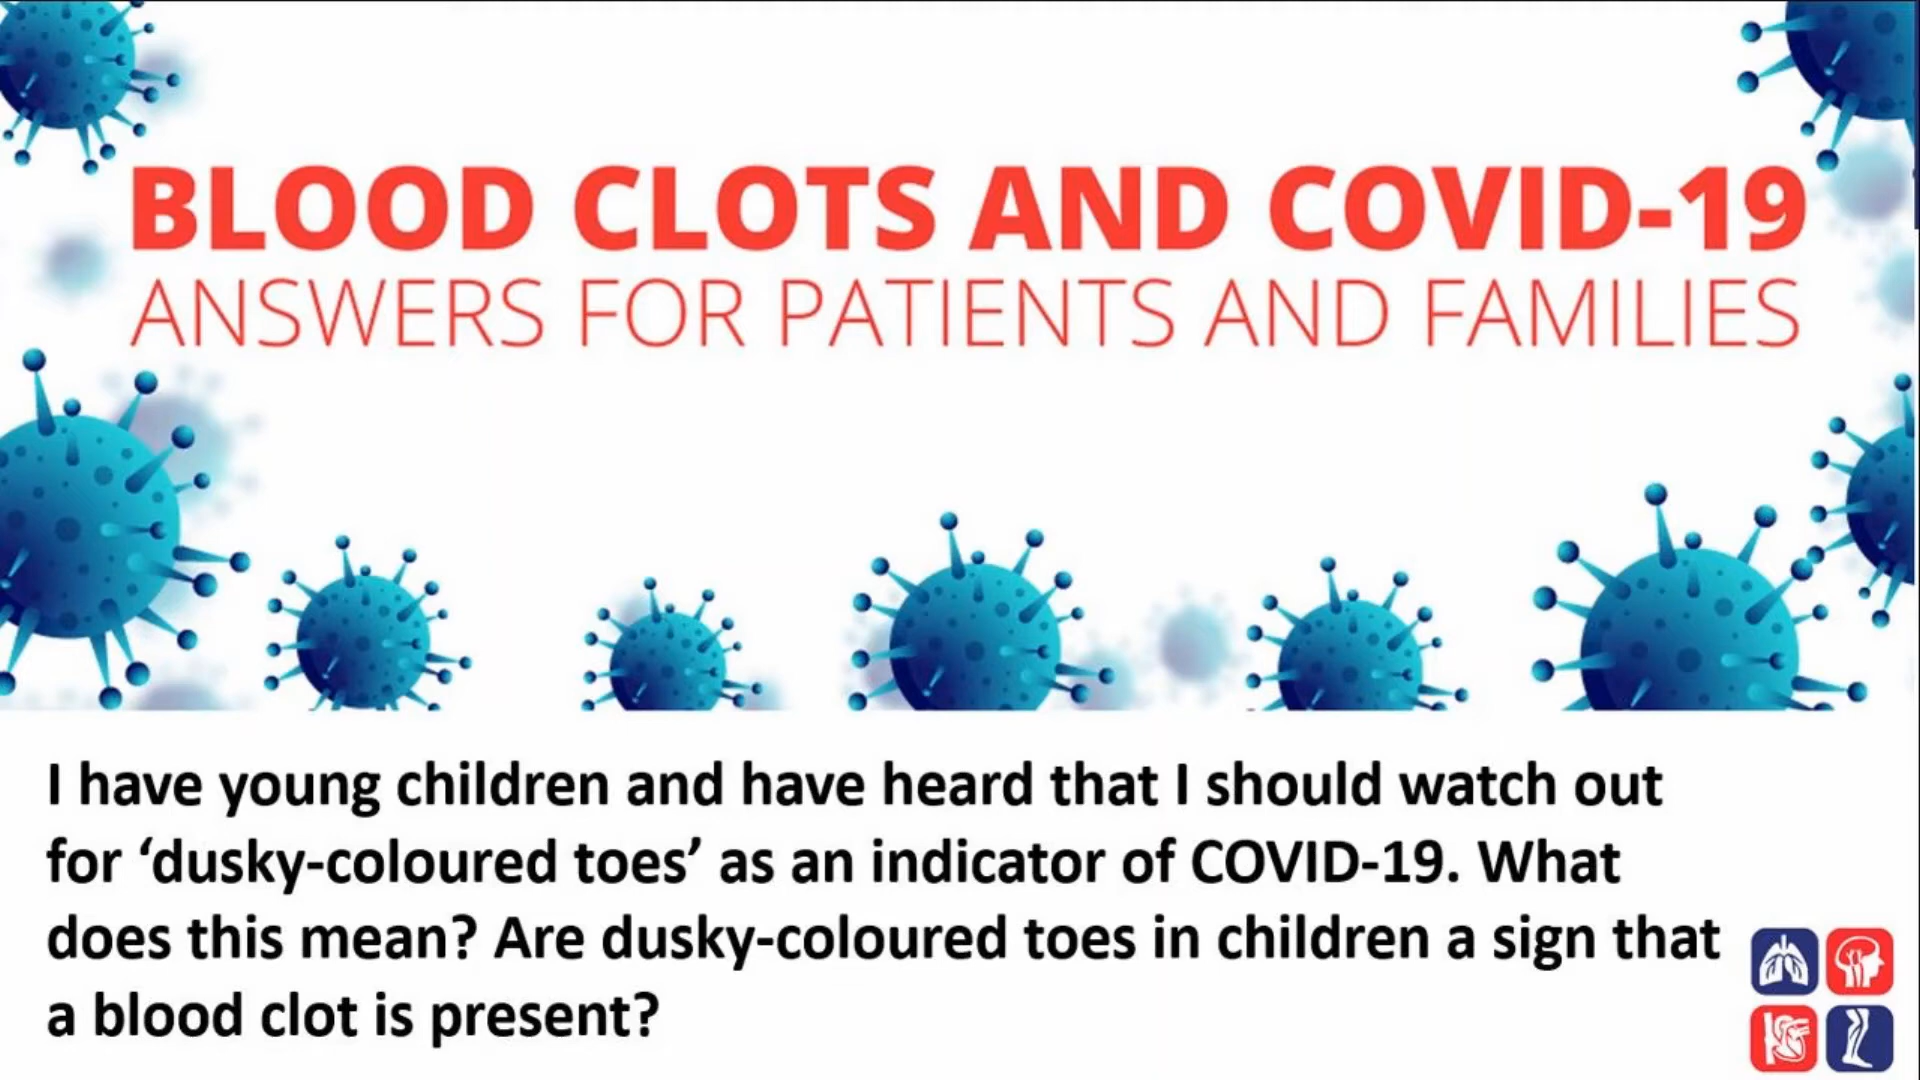 BLOOD CLOTS AND COVID-19
ANSWERS FOR PATIENTS AND FAMILIES
I have young children and have heard that I should watch out
for ‘dusky-coloured toes’ as an indicator of COVID-19. What
does this mean? Are dusky-coloured toes in children a sign that
a blood clot is present?